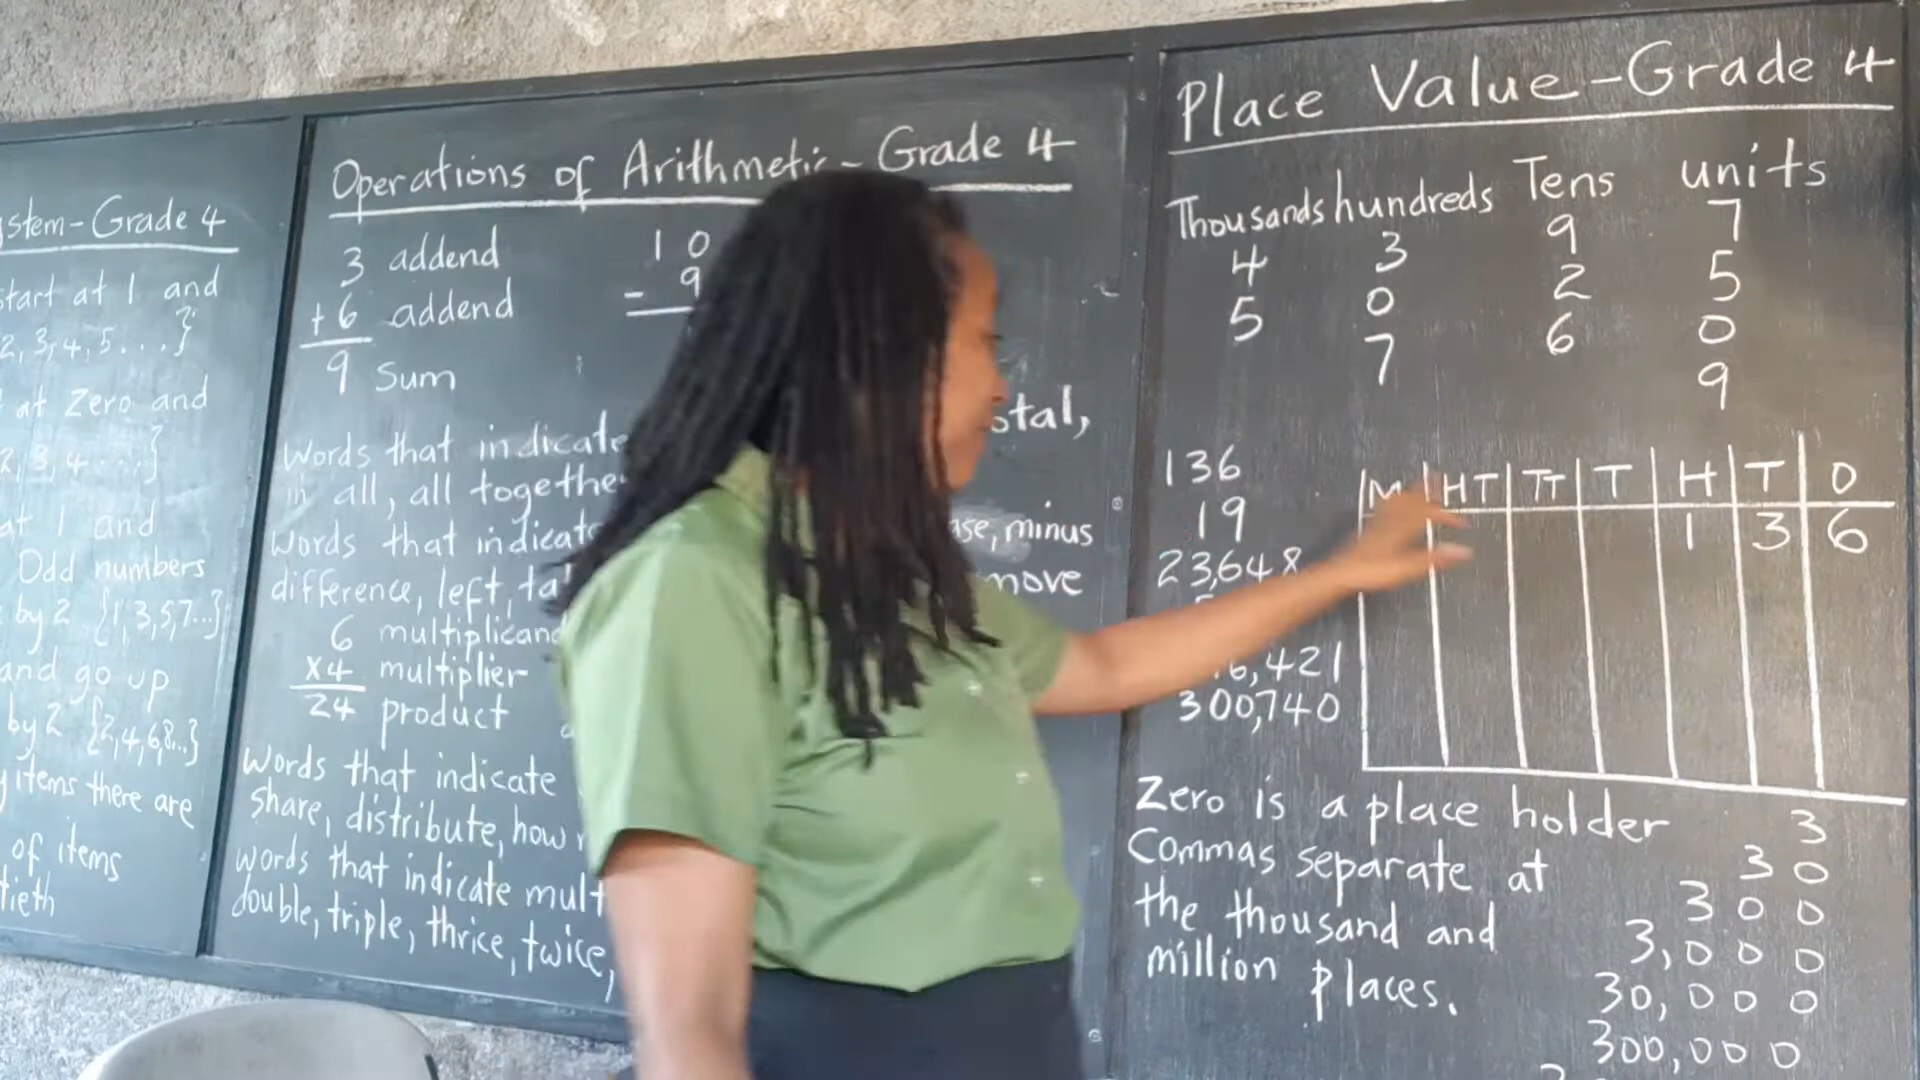 stem - Grade 4
start at 1 and
2, 3, 4, 5 . . . }
at Zero and
2, 3, 4 . . . }
at 1 and
Odd numbers
by 2 {1,3,5,7...}
and go up
by 2 {2,4,6,8...}
items there are
of items
tieth
Operations of Arithmetic - Grade 4
3 addend
+ 6 addend
9 Sum
1 0
- 9
words that indicate
otal,
in all, all together
words that indicate
ase, minus
difference, left, ta
move
6 multiplicand
x4 multiplier
24 product
words that indicate
share, distribute, how
words that indicate mult
double, triple, thrice, twice,
Place Value - Grade 4
Thousands hundreds Tens units
4 3 9 7
5 0 2 5
7 6 0
9
136
19
23,648
6,421
300,740
M HT TT T H T O
1 3 6
Zero is a place holder
Commas separate at
the thousand and
million places.
3
3 0
3 0 0
3,0 0 0
30,0 0 0
300,0 0 0